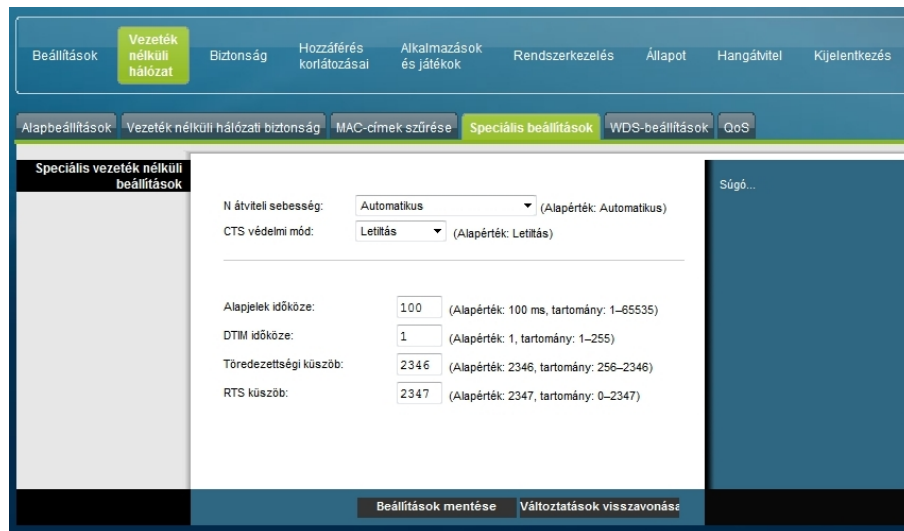 Beállítások
Vezeték nélküli hálózat
Biztonság
Hozzáférés korlátozásai
Alkalmazások és játékok
Rendszerkezelés
Állapot
Hangátvitel
Kijelentkezés
Alapbeállítások
Vezeték nélküli hálózati biztonság
MAC-címek szűrése
Speciális beállítások
WDS-beállítások
QoS
Speciális vezeték nélküli
beállítások
Súgó...
N átviteli sebesség: Automatikus (Alapérték: Automatikus)
CTS védelmi mód: Letiltás (Alapérték: Letiltás)
Alapjelek időköze: 100 (Alapérték: 100 ms, tartomány: 1–65535)
DTIM időköze: 1 (Alapérték: 1, tartomány: 1–255)
Töredezettségi küszöb: 2346 (Alapérték: 2346, tartomány: 256–2346)
RTS küszöb: 2347 (Alapérték: 2347, tartomány: 0–2347)
Beállítások mentése
Változtatások visszavonása